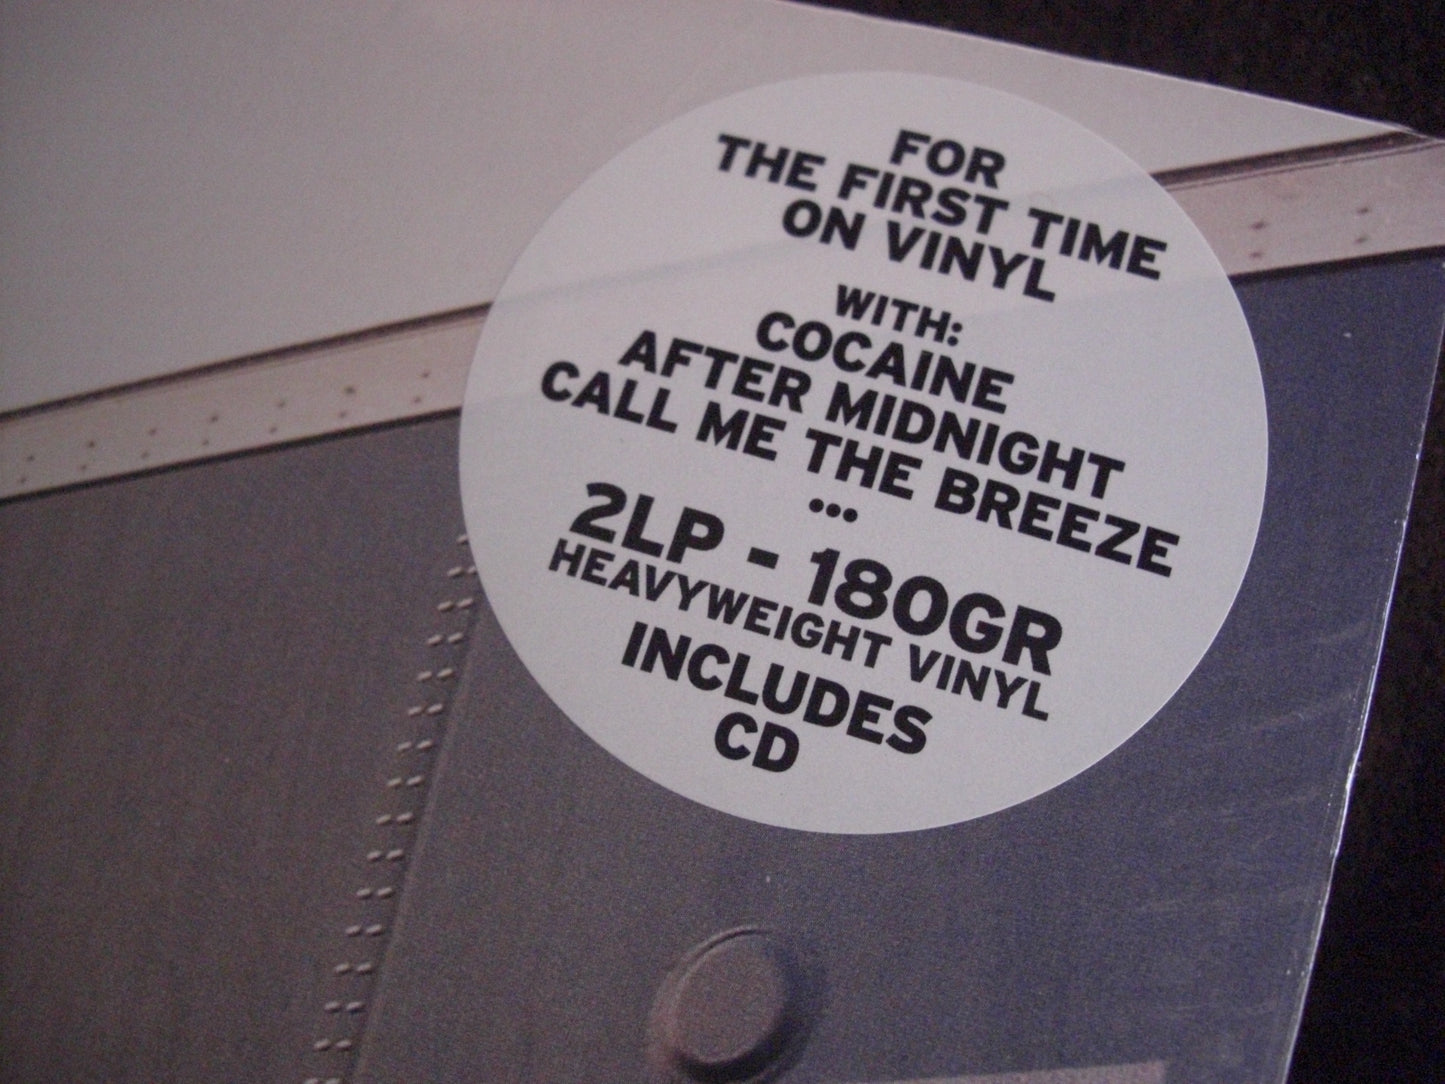 FOR
THE FIRST TIME
ON VINYL
WITH:
COCAINE
AFTER MIDNIGHT
CALL ME THE BREEZE
...
2LP - 180GR
HEAVYWEIGHT VINYL
INCLUDES
CD